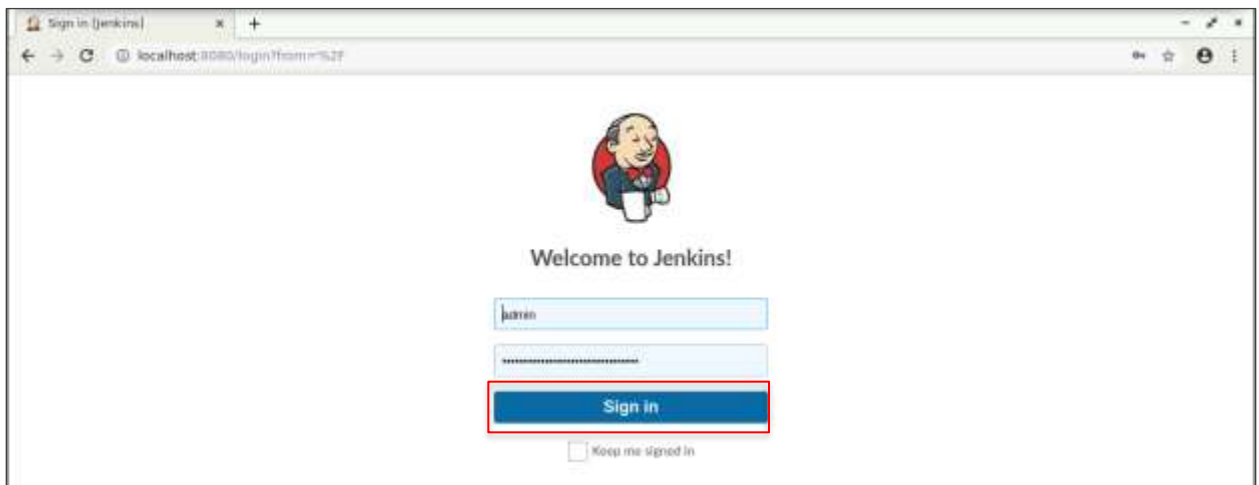 Sign in [Jenkins]
localhost:8080/login?from=%2F
Welcome to Jenkins!
admin
••••••••••••••••••••••••••••••••
Sign in
Keep me signed in